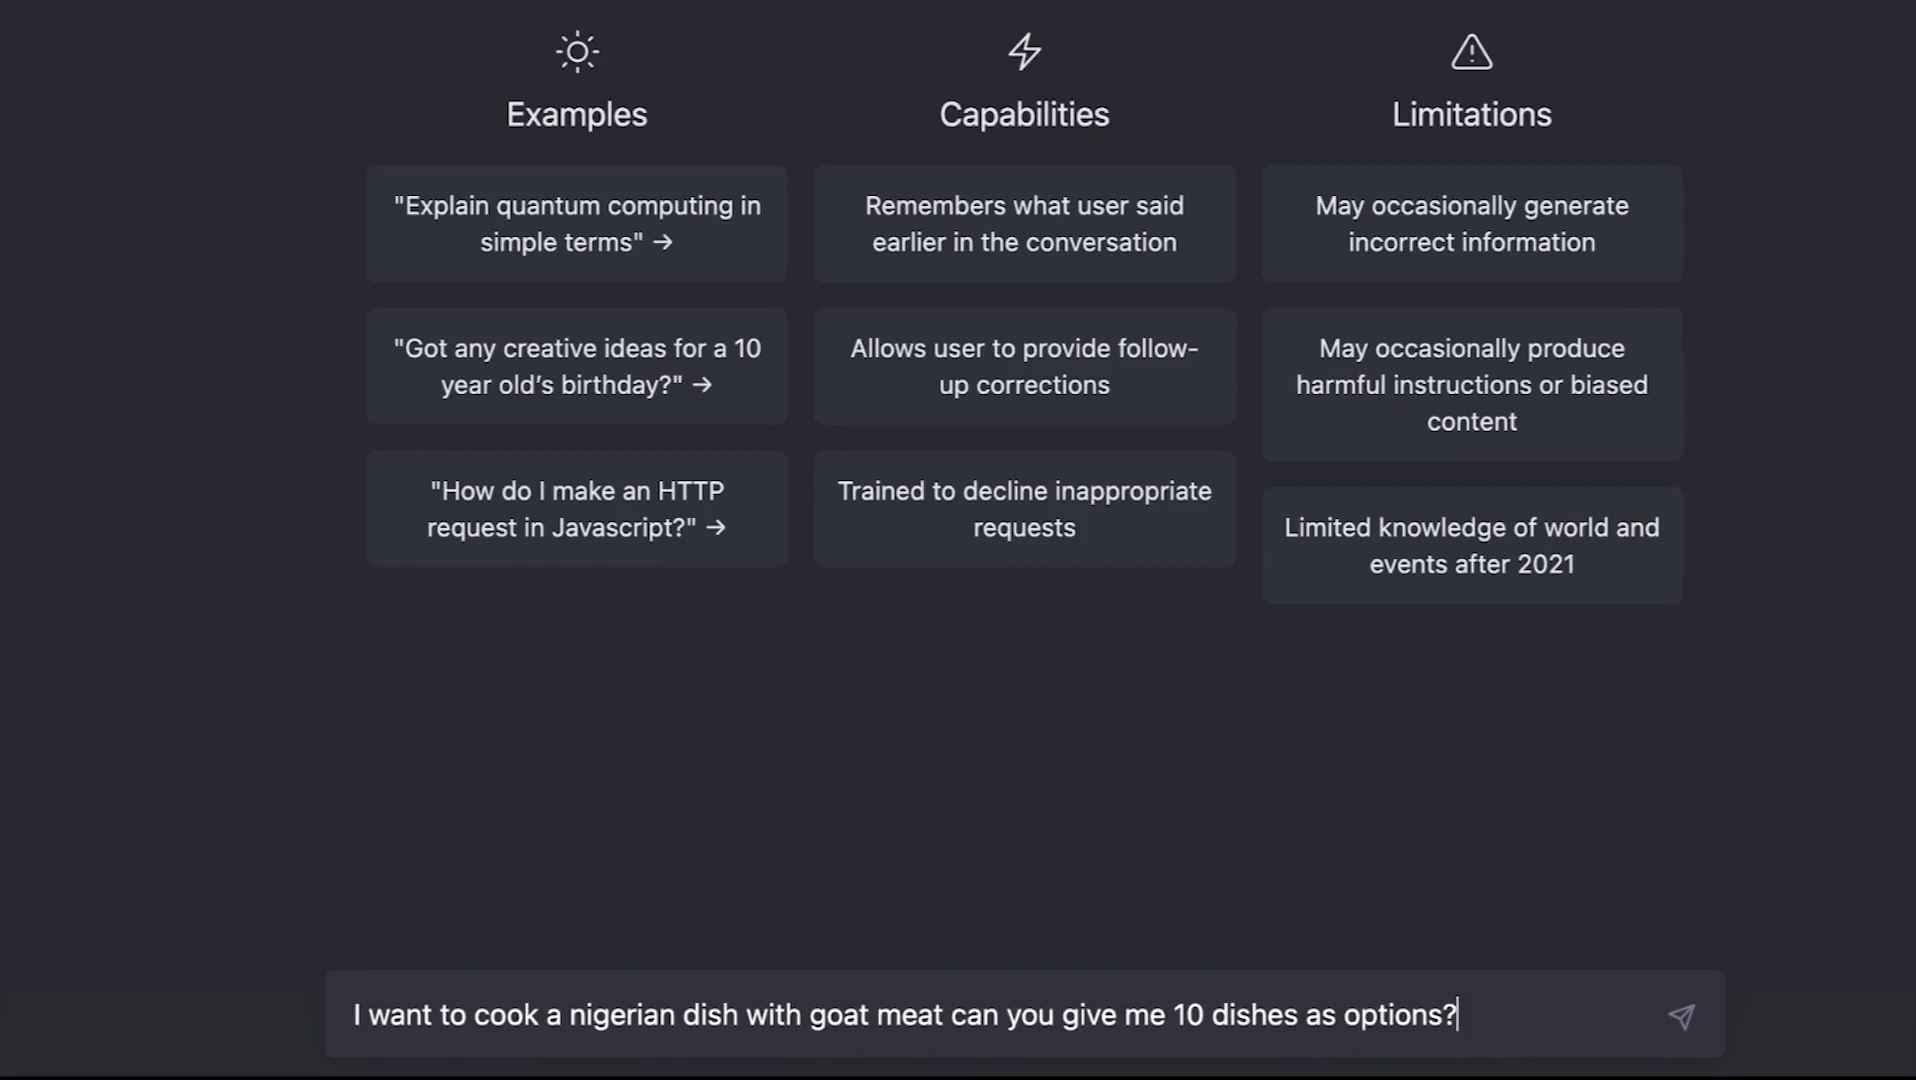 Examples
Capabilities
Limitations
"Explain quantum computing in
simple terms" →
Remembers what user said
earlier in the conversation
May occasionally generate
incorrect information
"Got any creative ideas for a 10
year old’s birthday?" →
Allows user to provide follow-
up corrections
May occasionally produce
harmful instructions or biased
content
"How do I make an HTTP
request in Javascript?" →
Trained to decline inappropriate
requests
Limited knowledge of world and
events after 2021
I want to cook a nigerian dish with goat meat can you give me 10 dishes as options?